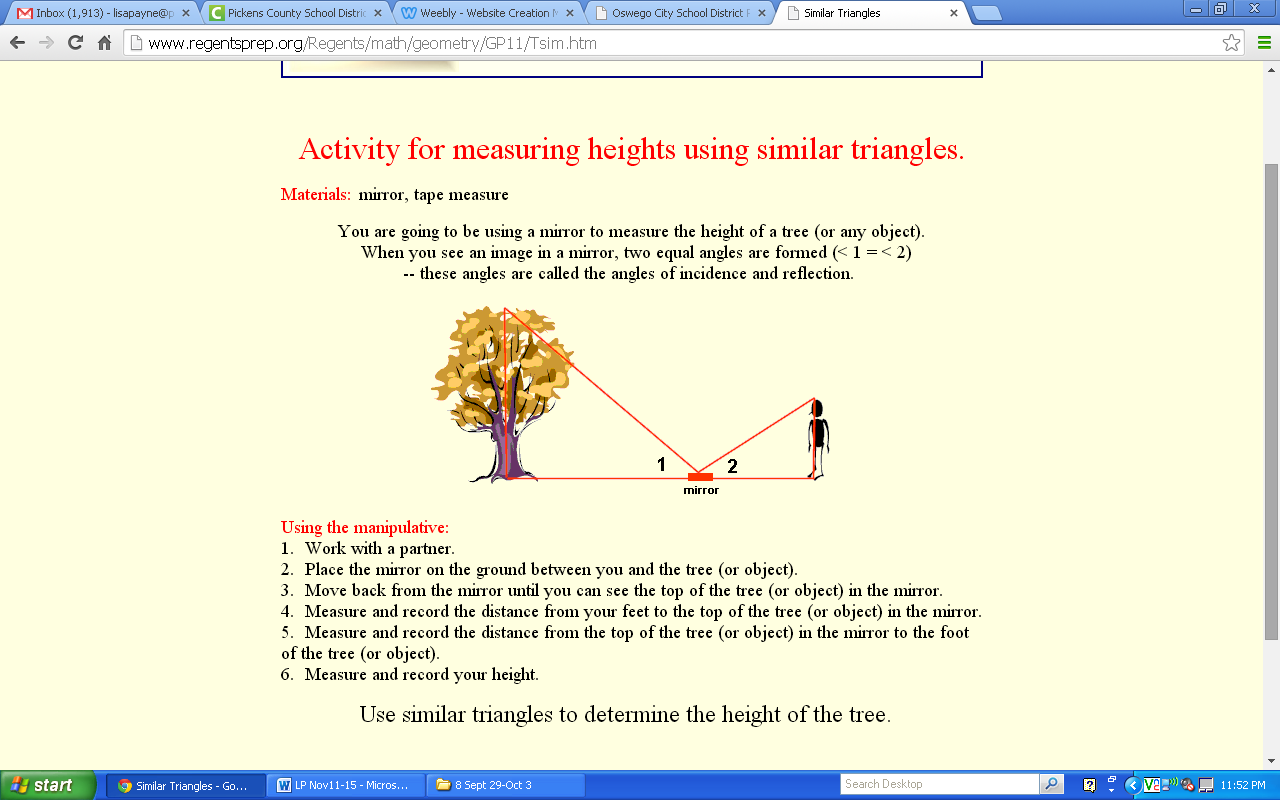 Inbox (1,913) - lisapayne@p
Pickens County School Distric
Weebly - Website Creation M
Oswego City School District R
Similar Triangles
www.regentsprep.org/Regents/math/geometry/GP11/Tsim.htm
Activity for measuring heights using similar triangles.
Materials: mirror, tape measure
You are going to be using a mirror to measure the height of a tree (or any object).
When you see an image in a mirror, two equal angles are formed (< 1 = < 2)
-- these angles are called the angles of incidence and reflection.
1 2
mirror
Using the manipulative:
1. Work with a partner.
2. Place the mirror on the ground between you and the tree (or object).
3. Move back from the mirror until you can see the top of the tree (or object) in the mirror.
4. Measure and record the distance from your feet to the top of the tree (or object) in the mirror.
5. Measure and record the distance from the top of the tree (or object) in the mirror to the foot
of the tree (or object).
6. Measure and record your height.
Use similar triangles to determine the height of the tree.
start
Similar Triangles - Go...
LP Nov11-15 - Micros...
8 Sept 29-Oct 3
Search Desktop
11:52 PM